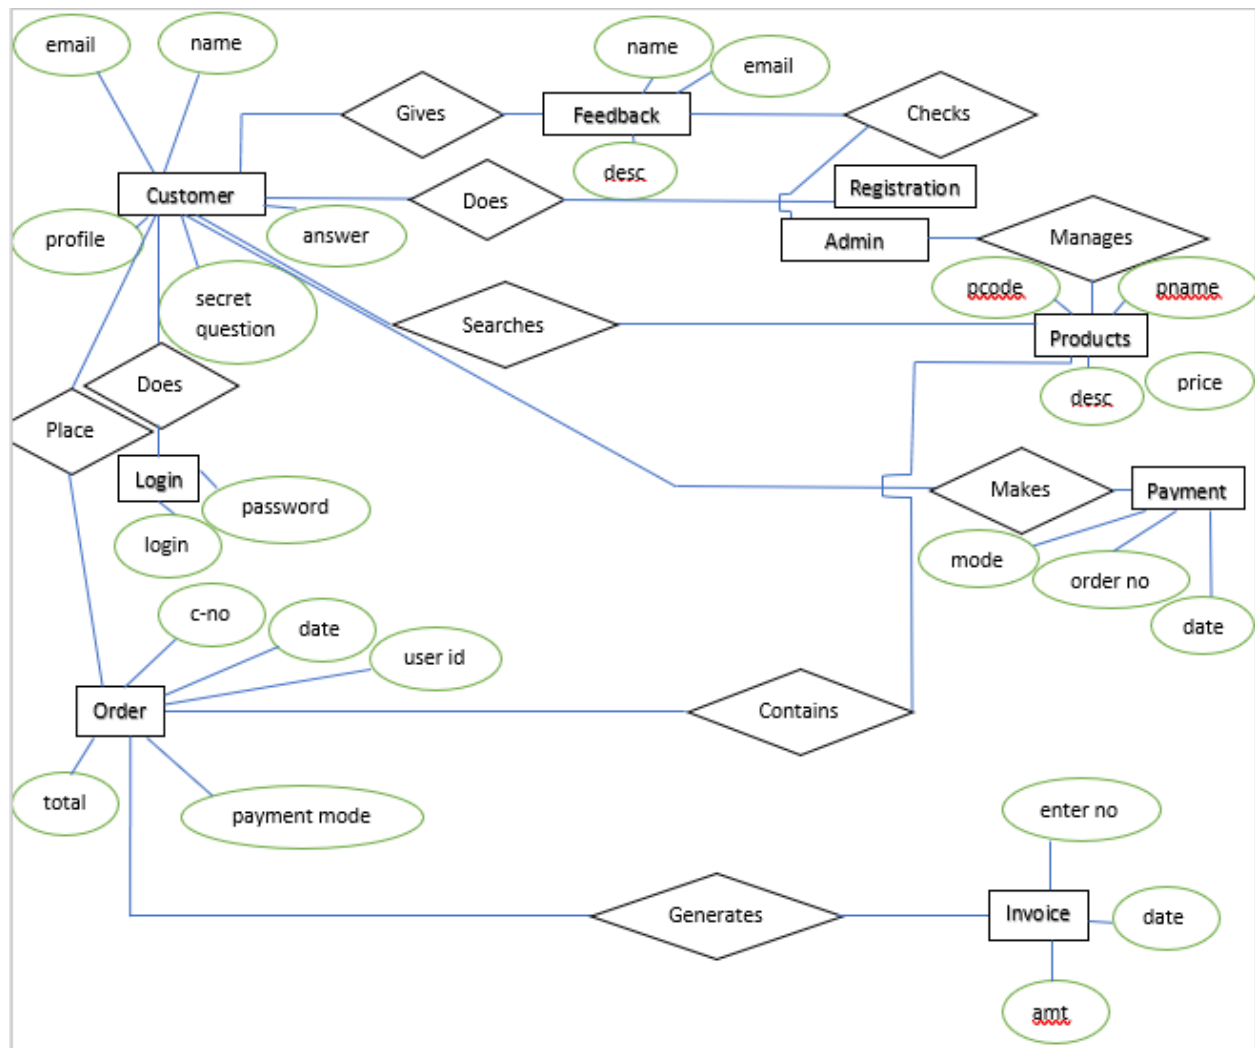 email
name
name
email
Gives
Feedback
Checks
desc
Customer
Does
Registration
profile
answer
Admin
Manages
secret
question
pcode
pname
Searches
Products
Does
desc
price
Place
Login
Makes
Payment
password
login
mode
order no
date
c-no
date
user id
Order
Contains
total
payment mode
enter no
Generates
Invoice
date
amt